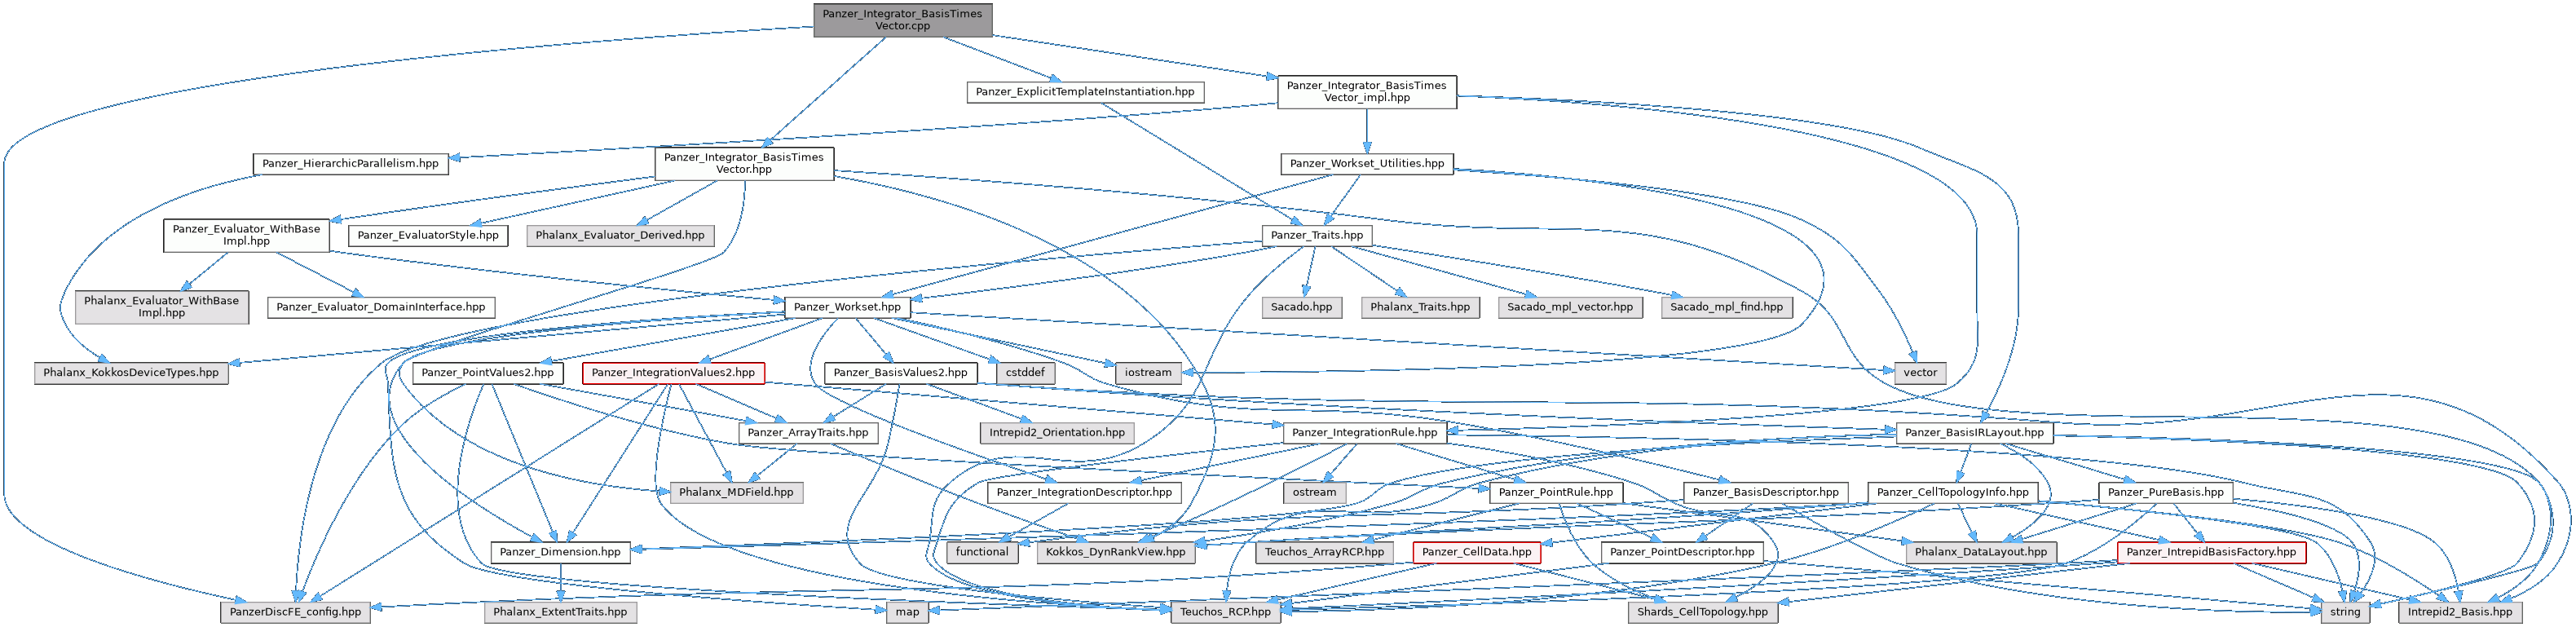 Panzer_Integrator_BasisTimes
Vector.cpp
Panzer_ExplicitTemplateInstantiation.hpp
Panzer_Integrator_BasisTimes
Vector_impl.hpp
Panzer_HierarchicParallelism.hpp
Panzer_Integrator_BasisTimes
Vector.hpp
Panzer_Workset_Utilities.hpp
Panzer_Evaluator_WithBase
Impl.hpp
Panzer_EvaluatorStyle.hpp
Phalanx_Evaluator_Derived.hpp
Panzer_Traits.hpp
Phalanx_Evaluator_WithBase
Impl.hpp
Panzer_Evaluator_DomainInterface.hpp
Panzer_Workset.hpp
Sacado.hpp
Phalanx_Traits.hpp
Sacado_mpl_vector.hpp
Sacado_mpl_find.hpp
Phalanx_KokkosDeviceTypes.hpp
Panzer_PointValues2.hpp
Panzer_IntegrationValues2.hpp
Panzer_BasisValues2.hpp
cstddef
iostream
vector
Panzer_ArrayTraits.hpp
Intrepid2_Orientation.hpp
Panzer_IntegrationRule.hpp
Panzer_BasisIRLayout.hpp
Phalanx_MDField.hpp
Panzer_IntegrationDescriptor.hpp
ostream
Panzer_PointRule.hpp
Panzer_BasisDescriptor.hpp
Panzer_CellTopologyInfo.hpp
Panzer_PureBasis.hpp
Panzer_Dimension.hpp
functional
Kokkos_DynRankView.hpp
Teuchos_ArrayRCP.hpp
Panzer_CellData.hpp
Panzer_PointDescriptor.hpp
Phalanx_DataLayout.hpp
Panzer_IntrepidBasisFactory.hpp
PanzerDiscFE_config.hpp
Phalanx_ExtentTraits.hpp
map
Teuchos_RCP.hpp
Shards_CellTopology.hpp
string
Intrepid2_Basis.hpp